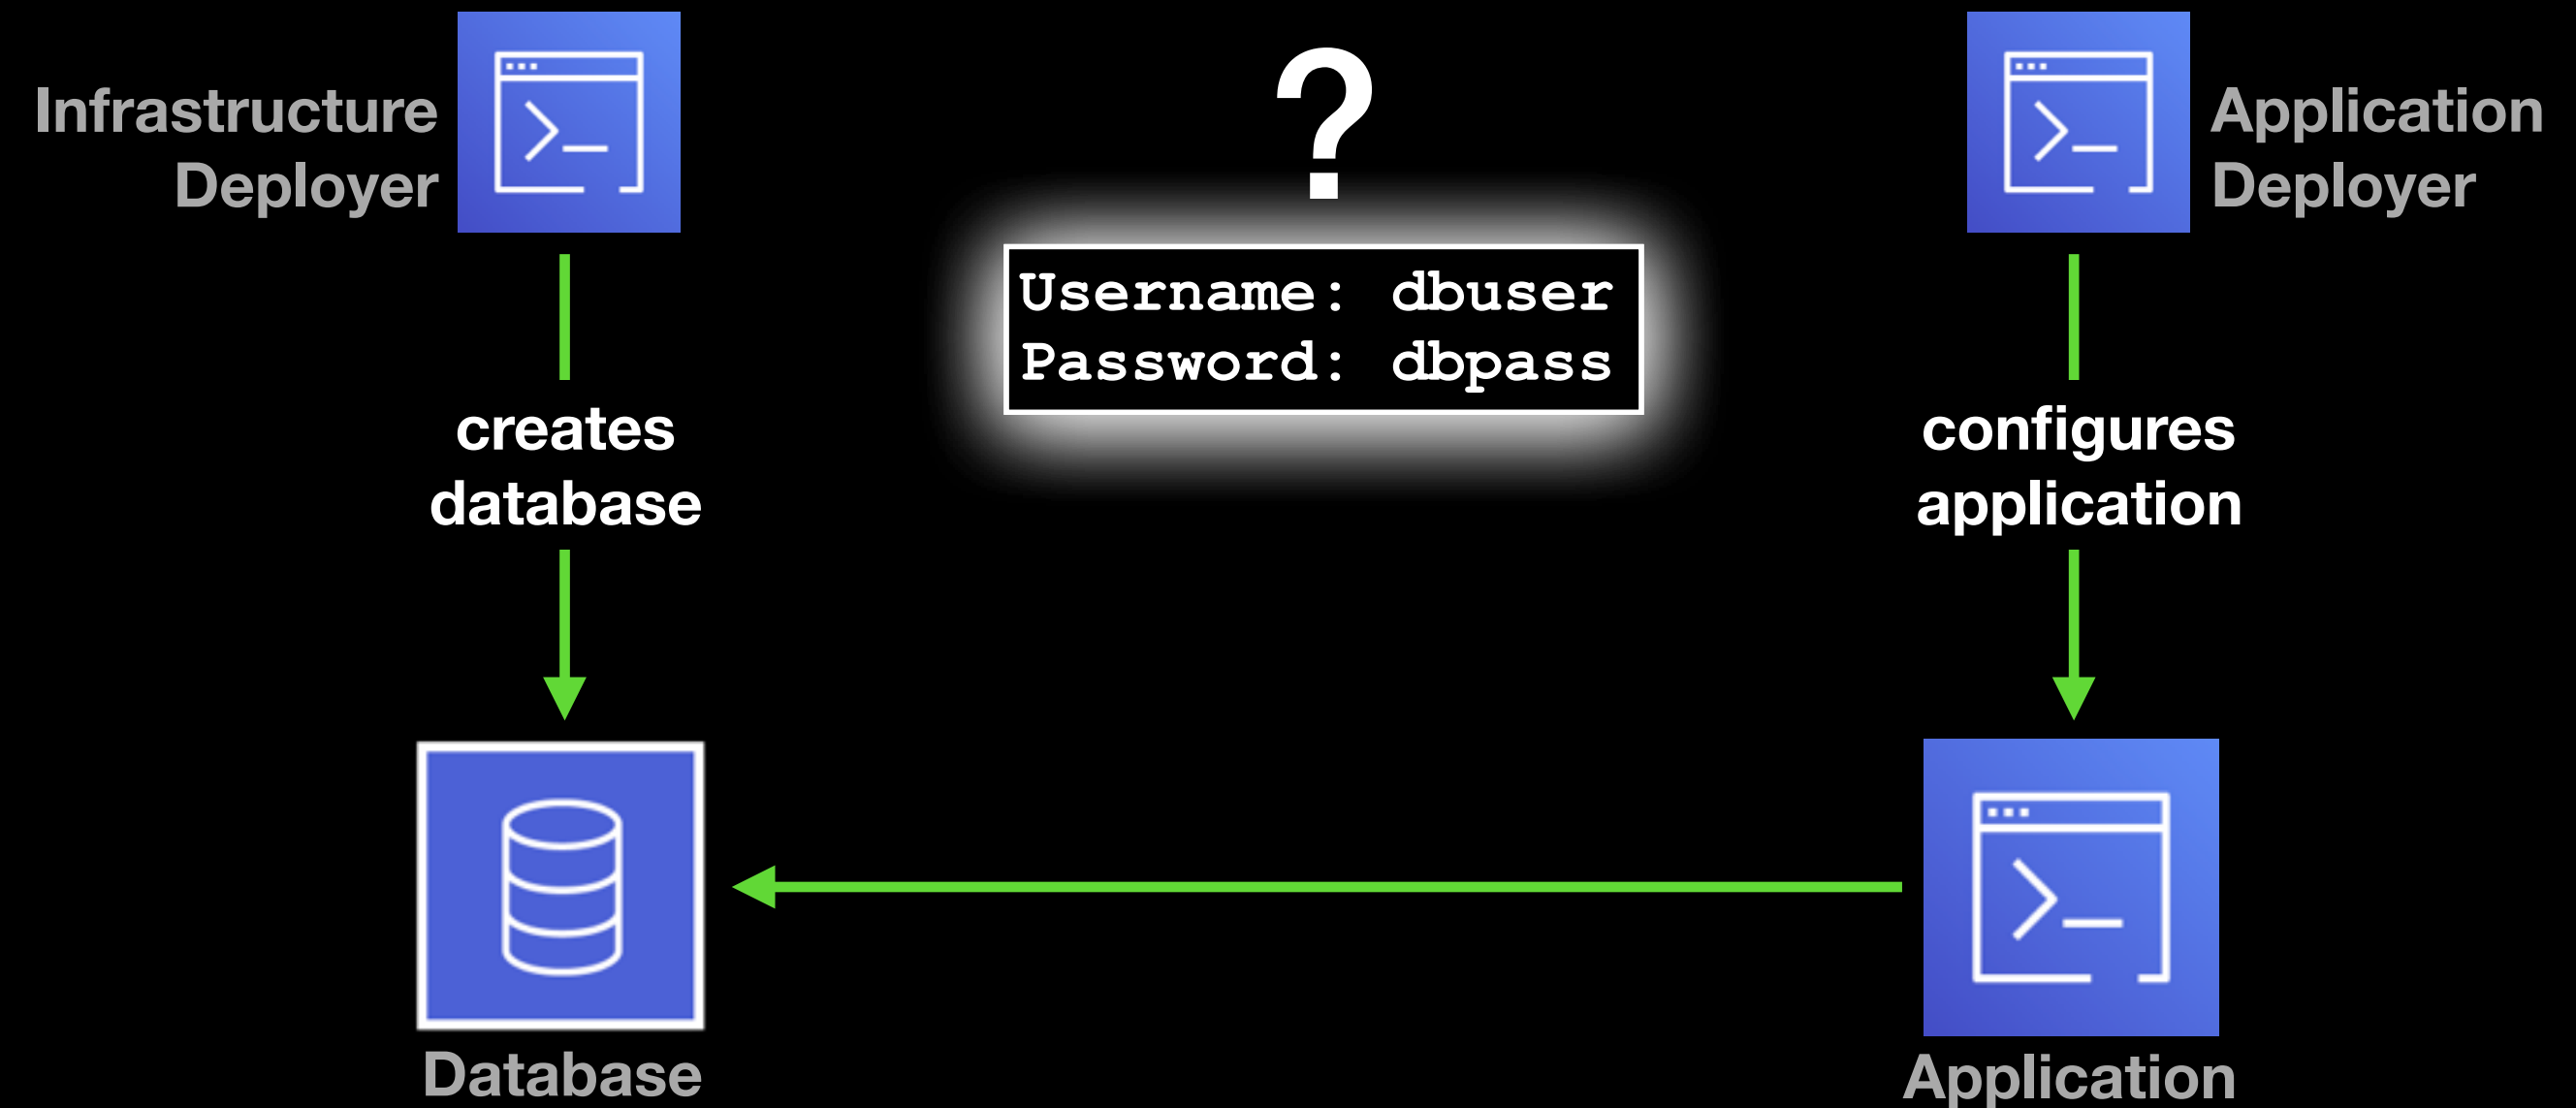 Infrastructure
Deployer
?
Username: dbuser
Password: dbpass
Application
Deployer
creates
database
configures
application
Database
Application